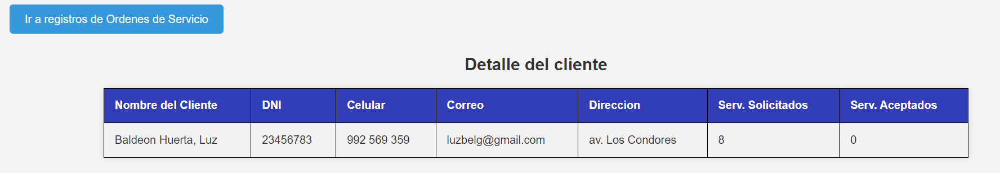 Ir a registros de Ordenes de Servicio
Detalle del cliente
Nombre del Cliente DNI Celular Correo Direccion Serv. Solicitados Serv. Aceptados
Baldeon Huerta, Luz 23456783 992 569 359 luzbelg@gmail.com av. Los Condores 8 0